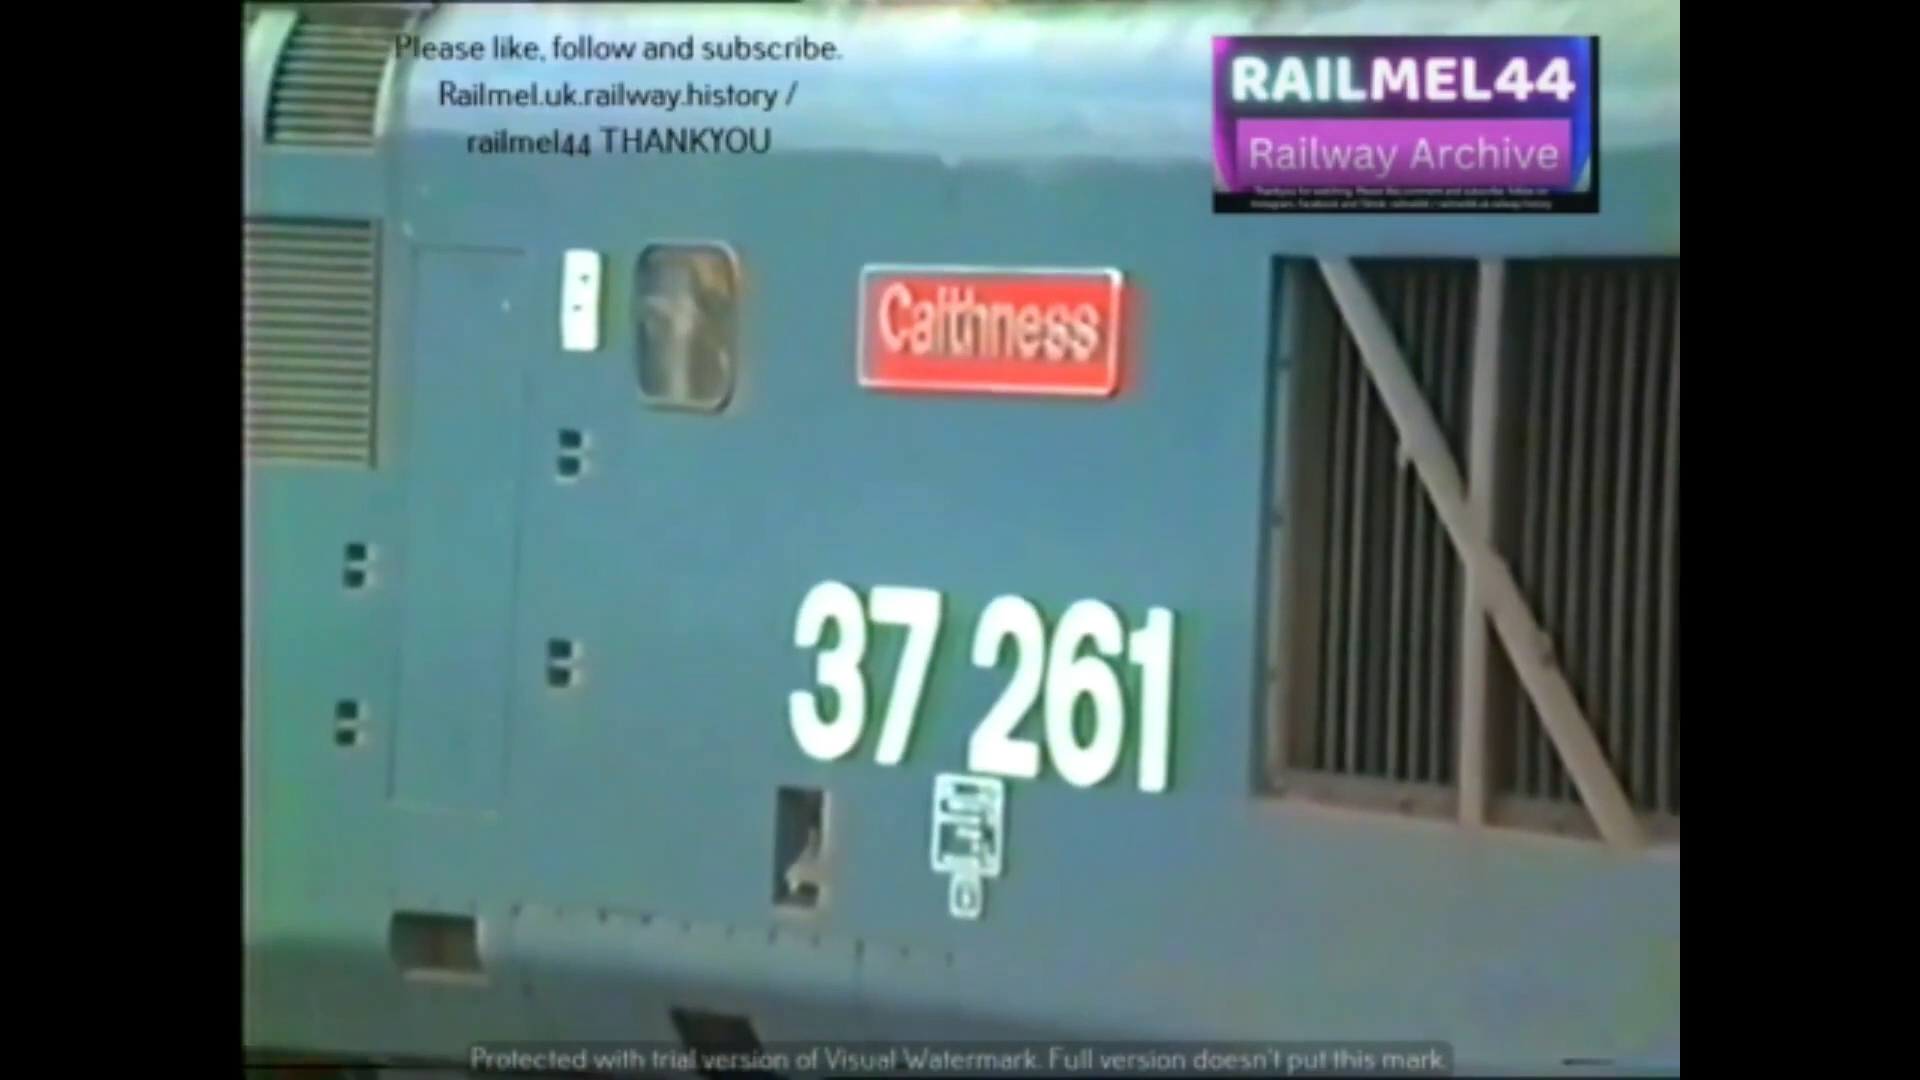 Please like, follow and subscribe.
Railmel.uk.railway.history /
railmel44 THANKYOU
RAILMEL44
Railway Archive
Caithness
37 261
Protected with trial version of Visual Watermark. Full version doesn't put this mark.